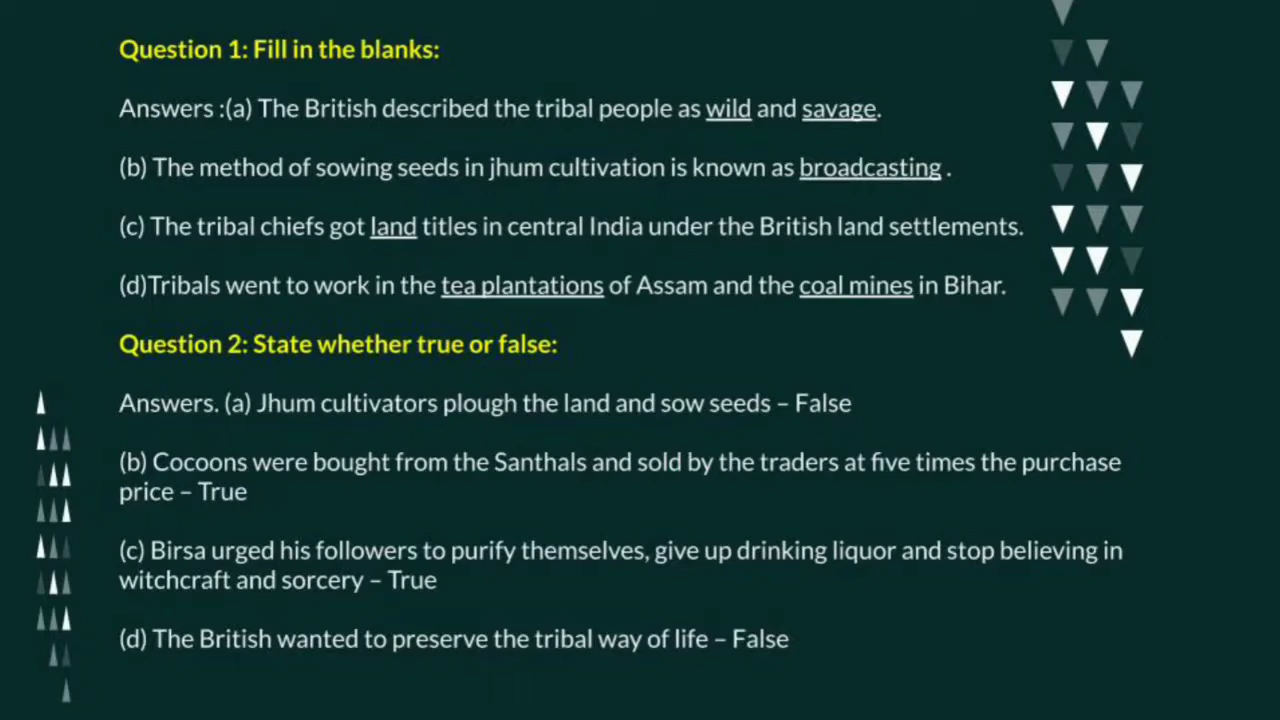 Question 1: Fill in the blanks:
Answers :(a) The British described the tribal people as wild and savage.
(b) The method of sowing seeds in jhum cultivation is known as broadcasting .
(c) The tribal chiefs got land titles in central India under the British land settlements.
(d)Tribals went to work in the tea plantations of Assam and the coal mines in Bihar.
Question 2: State whether true or false:
Answers. (a) Jhum cultivators plough the land and sow seeds – False
(b) Cocoons were bought from the Santhals and sold by the traders at five times the purchase
price – True
(c) Birsa urged his followers to purify themselves, give up drinking liquor and stop believing in
witchcraft and sorcery – True
(d) The British wanted to preserve the tribal way of life – False